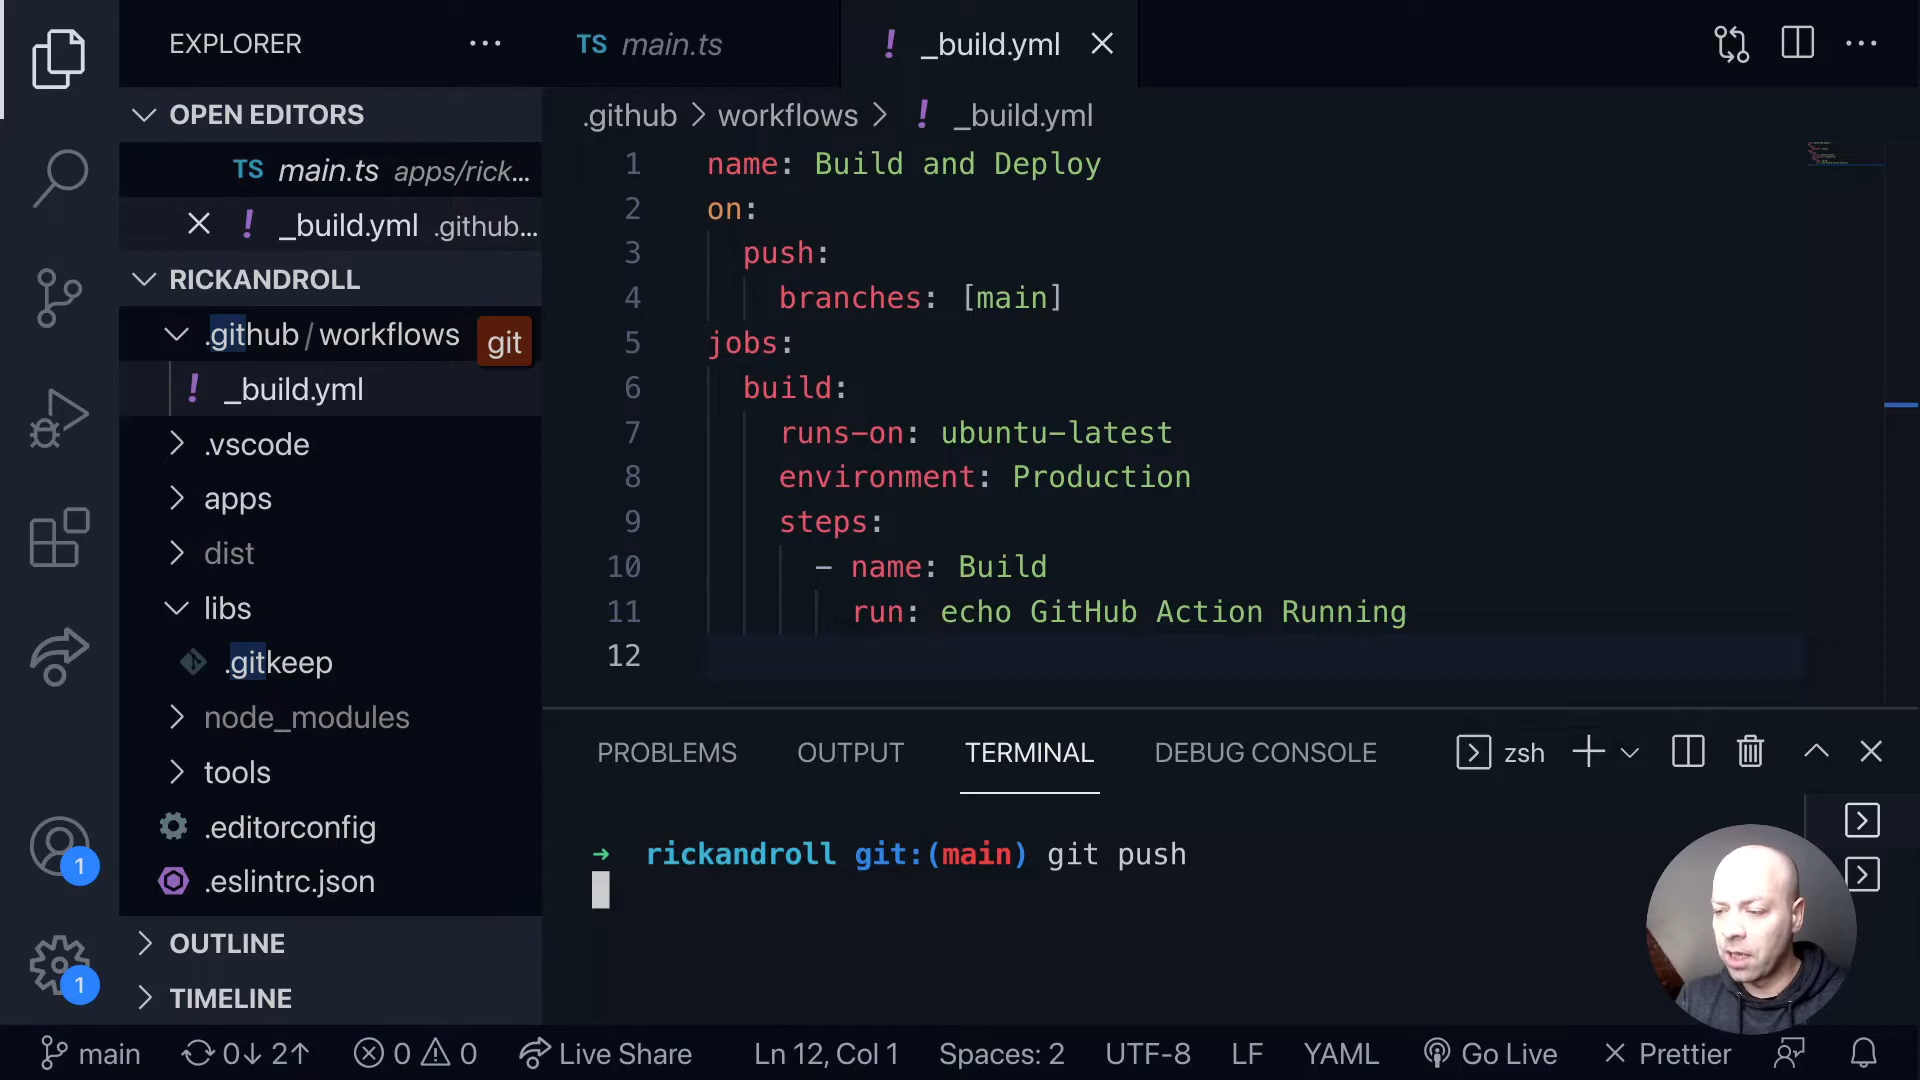 EXPLORER
TS main.ts
! _build.yml
OPEN EDITORS
TS main.ts apps/rick...
! _build.yml .github...
RICKANDROLL
.github/workflows
git
! _build.yml
.vscode
apps
dist
libs
.gitkeep
node_modules
tools
.editorconfig
.eslintrc.json
OUTLINE
TIMELINE
1
1
.github > workflows > ! _build.yml
1 name: Build and Deploy
2 on:
3 push:
4 branches: [main]
5 jobs:
6 build:
7 runs-on: ubuntu-latest
8 environment: Production
9 steps:
10 - name: Build
11 run: echo GitHub Action Running
12
PROBLEMS OUTPUT TERMINAL DEBUG CONSOLE zsh
→ rickandroll git:(main) git push
main 0↓ 2↑ 0 0 Live Share Ln 12, Col 1 Spaces: 2 UTF-8 LF YAML Go Live Prettier